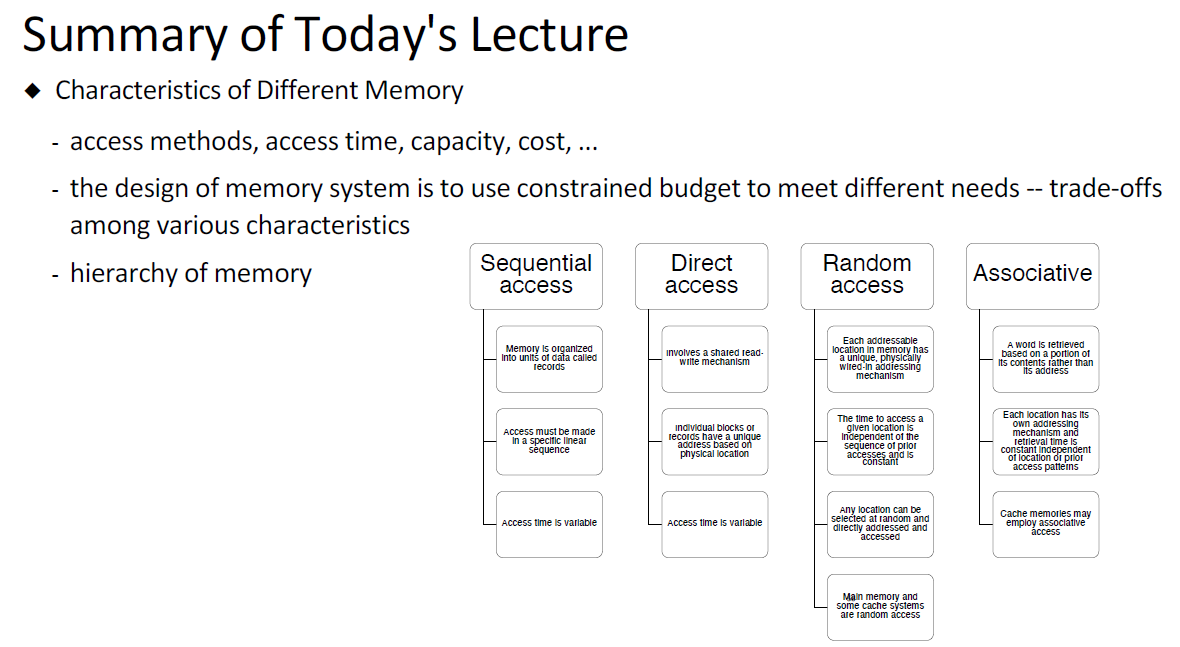 Summary of Today's Lecture
◆ Characteristics of Different Memory
- access methods, access time, capacity, cost, ...
- the design of memory system is to use constrained budget to meet different needs -- trade-offs
among various characteristics
- hierarchy of memory
Sequential
access
Memory is organized
into units of data called
records
Access must be made
in a specific linear
sequence
Access time is variable
Direct
access
Involves a shared read-
write mechanism
Individual blocks or
records have a unique
address based on
physical location
Access time is variable
Random
access
Each addressable
location in memory has
a unique, physically
wired-in addressing
mechanism
The time to access a
given location is
independent of the
sequence of prior
accesses and is
constant
Any location can be
selected at random and
directly addressed and
accessed
Main memory and
some cache systems
are random access
Associative
A word is retrieved
based on a portion of
its contents rather than
its address
Each location has its
own addressing
mechanism and
retrieval time is
constant independent
of location or prior
access patterns
Cache memories may
employ associative
access